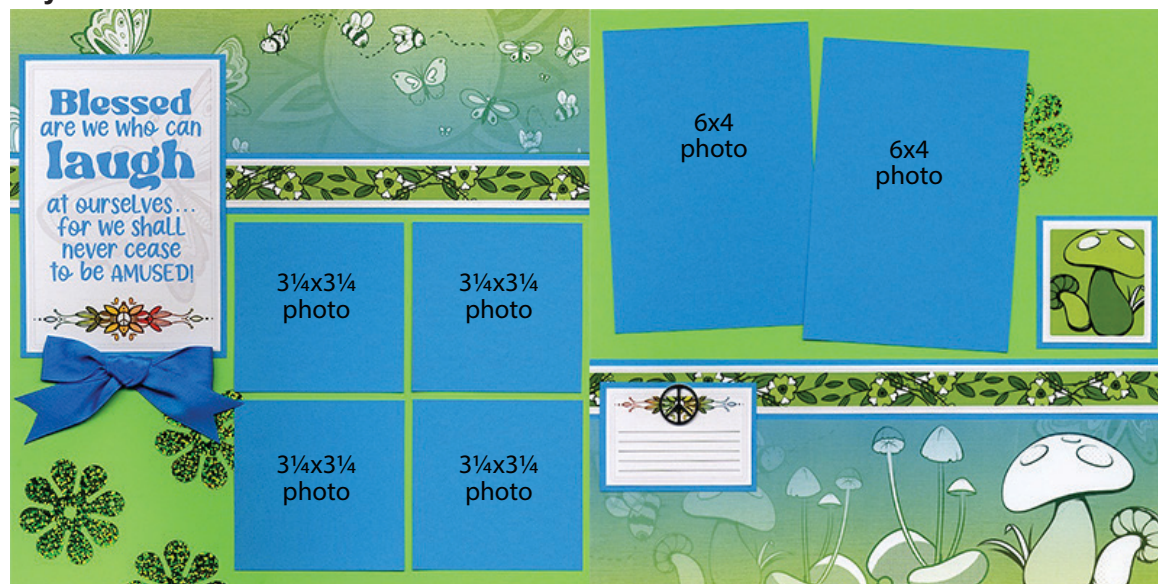 Blessed
are we who can
laugh
at ourselves...
for we shall
never cease
to be AMUSED!
3¼x3¼
photo
3¼x3¼
photo
3¼x3¼
photo
3¼x3¼
photo
6x4
photo
6x4
photo